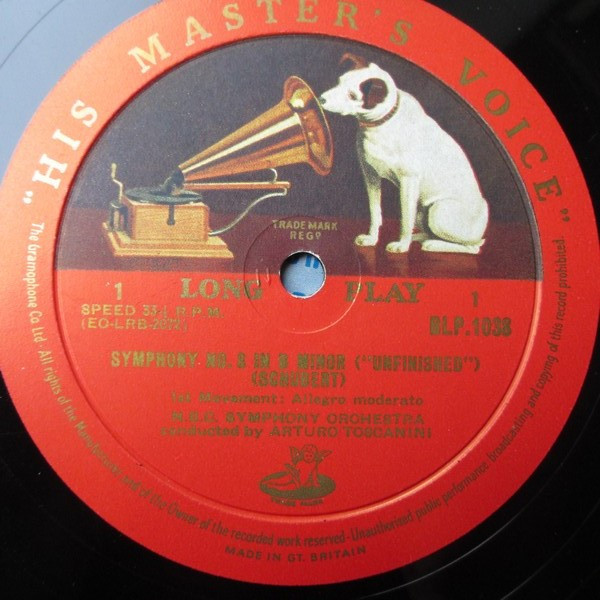 "HIS MASTER'S VOICE"
TRADE MARK
REGD
1 LONG PLAY 1
SPEED 33⅓ R.P.M.
BLP.1038
SYMPHONY NO. 8 IN B MINOR ("UNFINISHED")
(SCHUBERT)
1st Movement: Allegro moderato
N.B.C. SYMPHONY ORCHESTRA
conducted by ARTURO TOSCANINI
TRADE MARK
The Gramophone Co Ltd. All rights of the Manufacturer and of the Owner of the recorded work reserved · Unauthorised public performance broadcasting and copying of this record prohibited.
MADE IN GT. BRITAIN